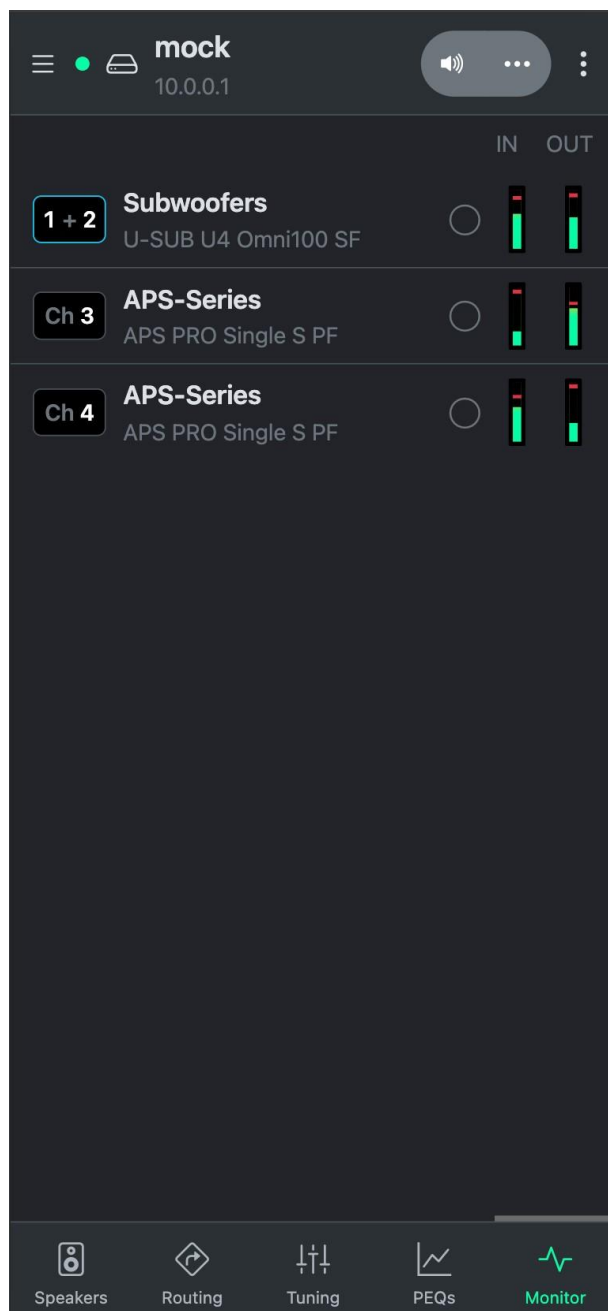 mock
10.0.0.1
IN OUT
1 + 2 Subwoofers
U-SUB U4 Omni100 SF
Ch 3 APS-Series
APS PRO Single S PF
Ch 4 APS-Series
APS PRO Single S PF
Speakers Routing Tuning PEQs Monitor